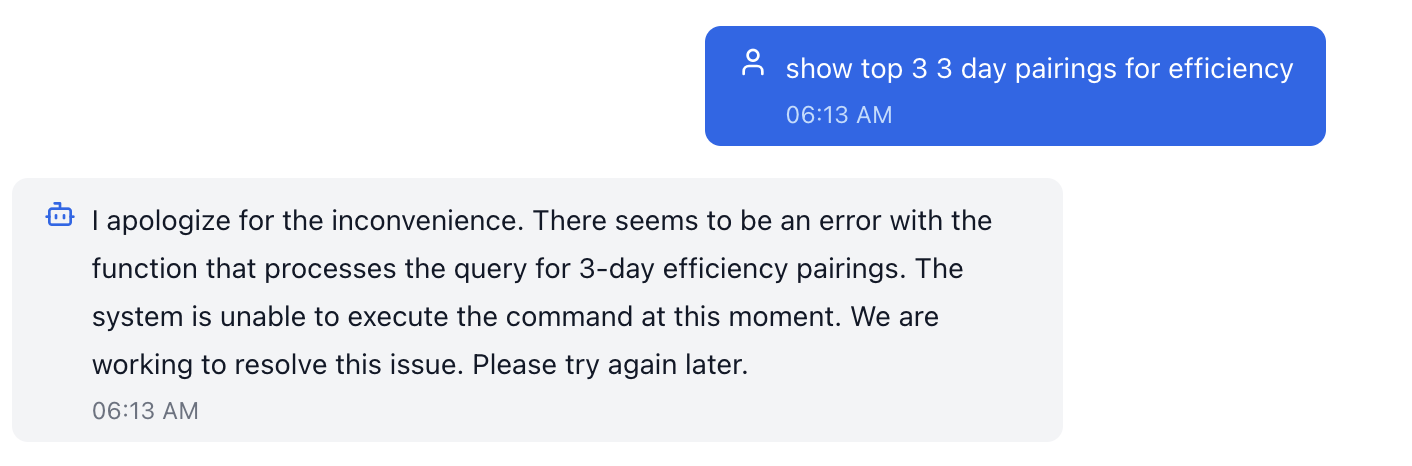 show top 3 3 day pairings for efficiency
06:13 AM
I apologize for the inconvenience. There seems to be an error with the
function that processes the query for 3-day efficiency pairings. The
system is unable to execute the command at this moment. We are
working to resolve this issue. Please try again later.
06:13 AM